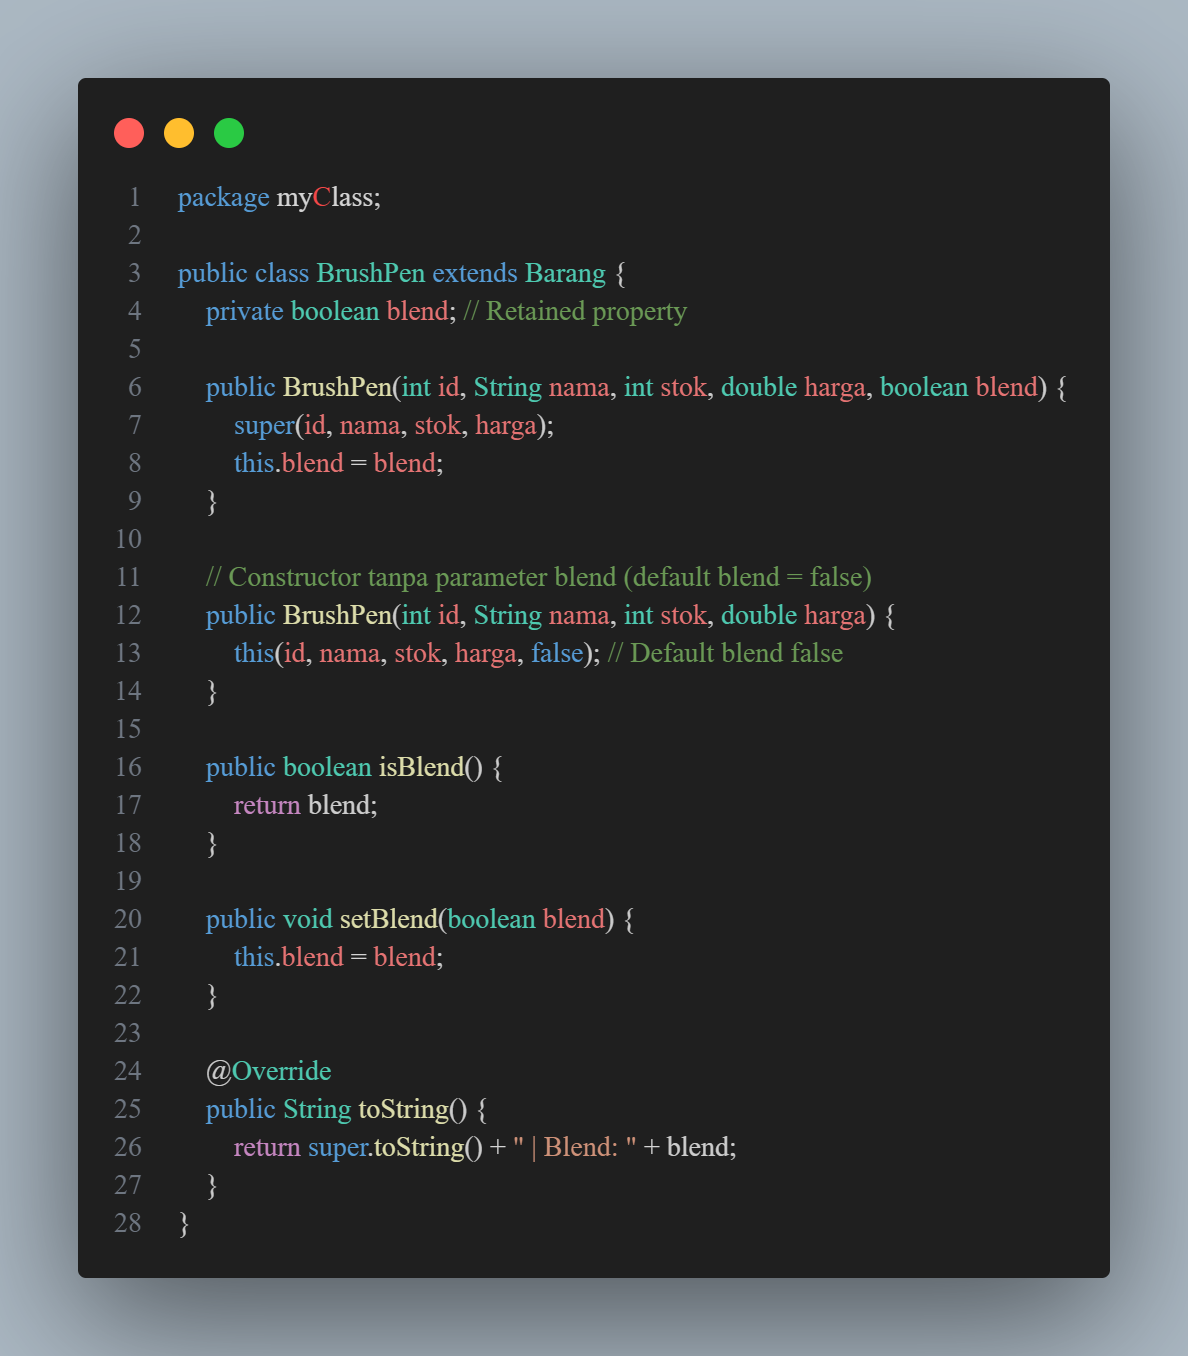 1 package myClass;
2
3 public class BrushPen extends Barang {
4     private boolean blend; // Retained property
5
6     public BrushPen(int id, String nama, int stok, double harga, boolean blend) {
7         super(id, nama, stok, harga);
8         this.blend = blend;
9     }
10
11     // Constructor tanpa parameter blend (default blend = false)
12     public BrushPen(int id, String nama, int stok, double harga) {
13         this(id, nama, stok, harga, false); // Default blend false
14     }
15
16     public boolean isBlend() {
17         return blend;
18     }
19
20     public void setBlend(boolean blend) {
21         this.blend = blend;
22     }
23
24     @Override
25     public String toString() {
26         return super.toString() + " | Blend: " + blend;
27     }
28 }